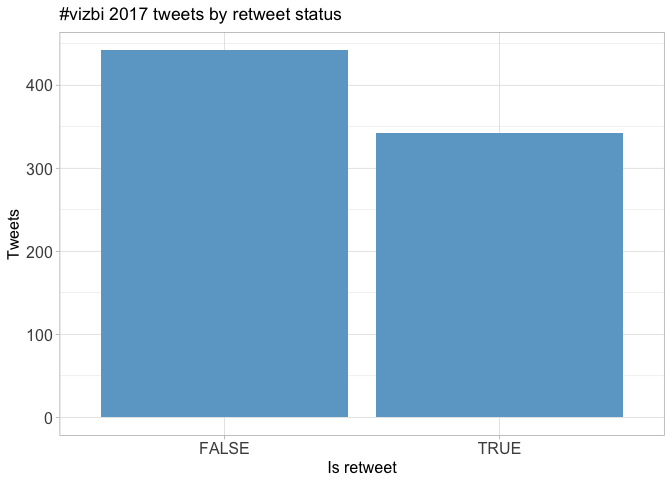 #vizbi 2017 tweets by retweet status
400
300
200
100
0
Tweets
FALSE
TRUE
Is retweet